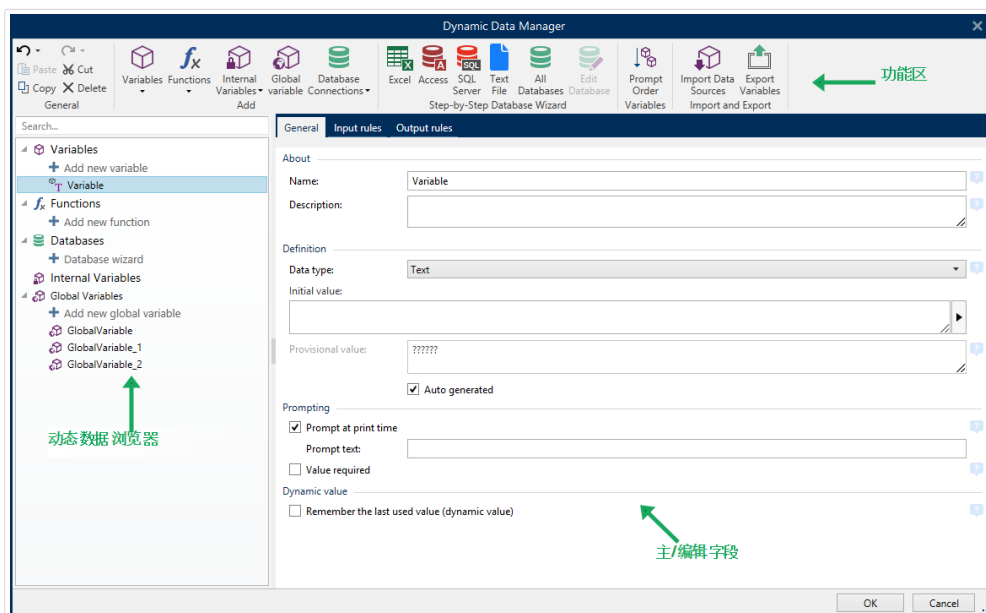 Dynamic Data Manager
Paste Cut
Copy Delete
General
Variables Functions Internal Variables Global variable Database Connections
Add
Excel Access SQL Server Text File All Databases Edit Database
Step-by-Step Database Wizard
Prompt Order
Variables
Import Data Sources Export Variables
Import and Export
功能区
Search...
Variables
Add new variable
Variable
Functions
Add new function
Databases
Database wizard
Internal Variables
Global Variables
Add new global variable
GlobalVariable
GlobalVariable_1
GlobalVariable_2
动态数据 浏览器
General Input rules Output rules
About
Name: Variable
Description:
Definition
Data type: Text
Initial value:
Provisional value: ??????
Auto generated
Prompting
Prompt at print time
Prompt text:
Value required
Dynamic value
Remember the last used value (dynamic value)
主/编辑 字段
OK Cancel